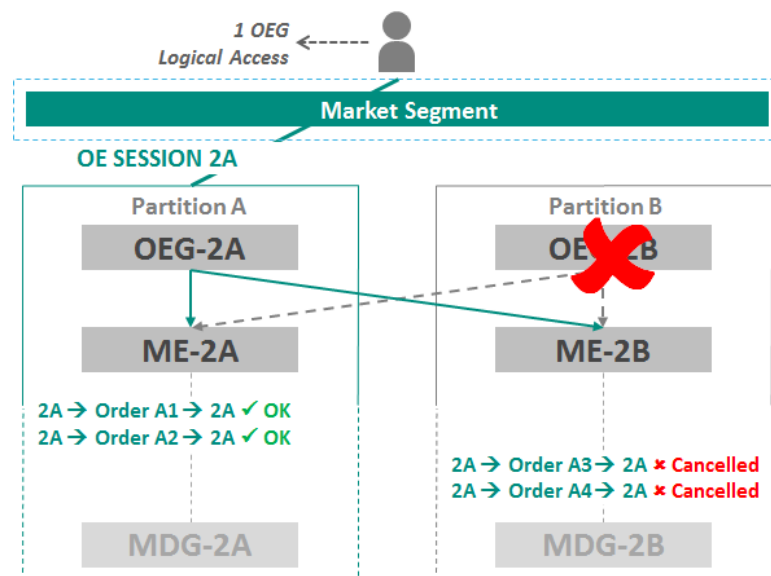 1 OEG
Logical Access
Market Segment
OE SESSION 2A
Partition A
Partition B
OEG-2A
OE 2B
ME-2A
ME-2B
2A → Order A1 → 2A ✓ OK
2A → Order A2 → 2A ✓ OK
2A → Order A3 → 2A ✖ Cancelled
2A → Order A4 → 2A ✖ Cancelled
MDG-2A
MDG-2B